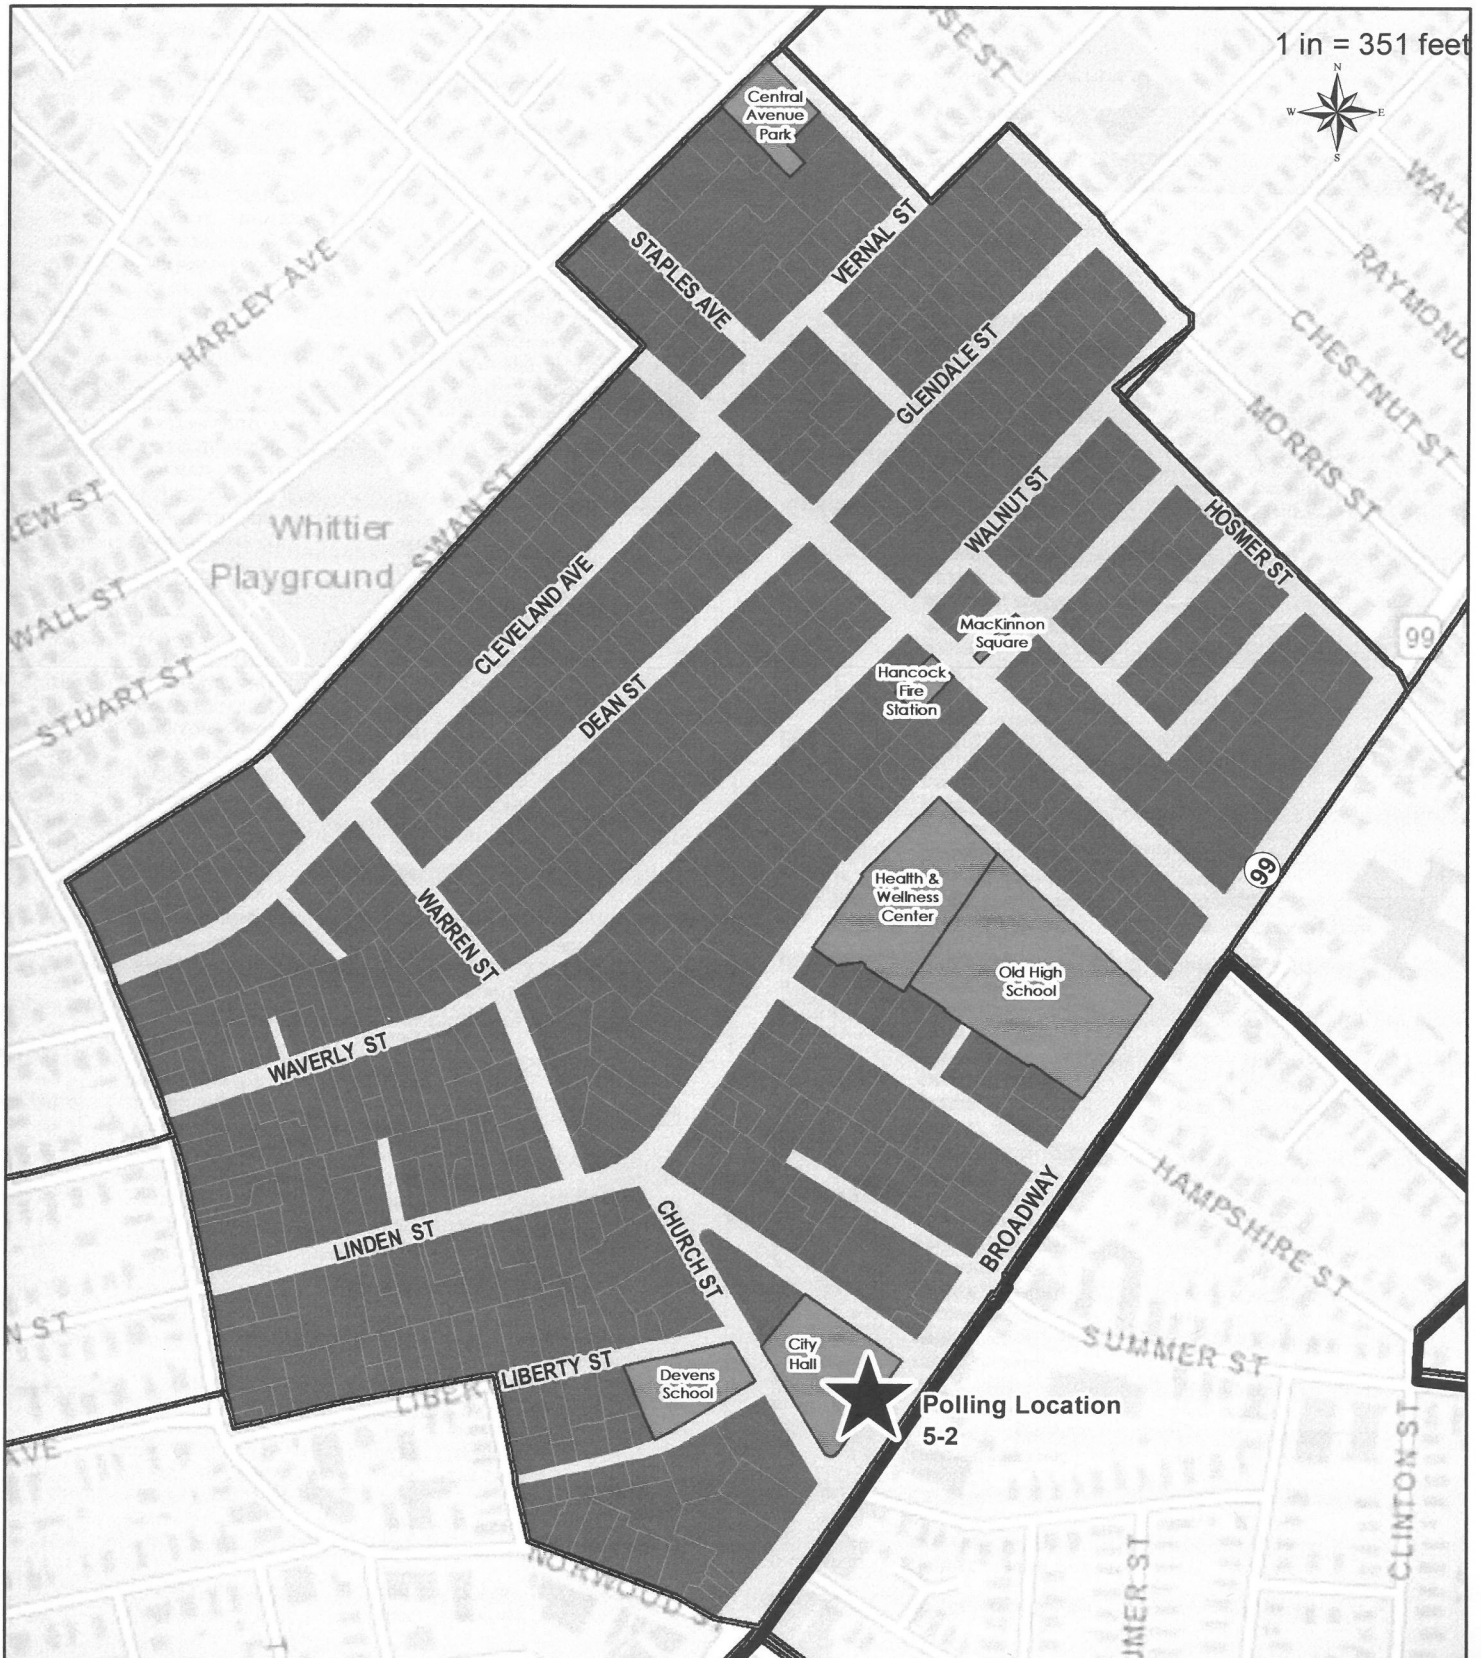 1 in = 351 feet
N
W
E
S
Central
Avenue
Park
WAVE
RAYMOND
STAPLES AVE
VERNAL ST
HARLEY AVE
CHESTNUT ST
GLENDALE ST
MORRIS ST
WALNUT ST
HOSMER ST
Whittier
Playground
SWAN ST
WALL ST
CLEVELAND AVE
MacKinnon
Square
99
STUART ST
Hancock
Fire
Station
DEAN ST
99
Health &
Wellness
Center
WARREN ST
Old High
School
WAVERLY ST
HAMPSHIRE ST
BROADWAY
LINDEN ST
CHURCH ST
SUMMER ST
City
Hall
LIBERTY ST
Devens
School
Polling Location
5-2
AVE
CLINTON ST
NORWOOD ST